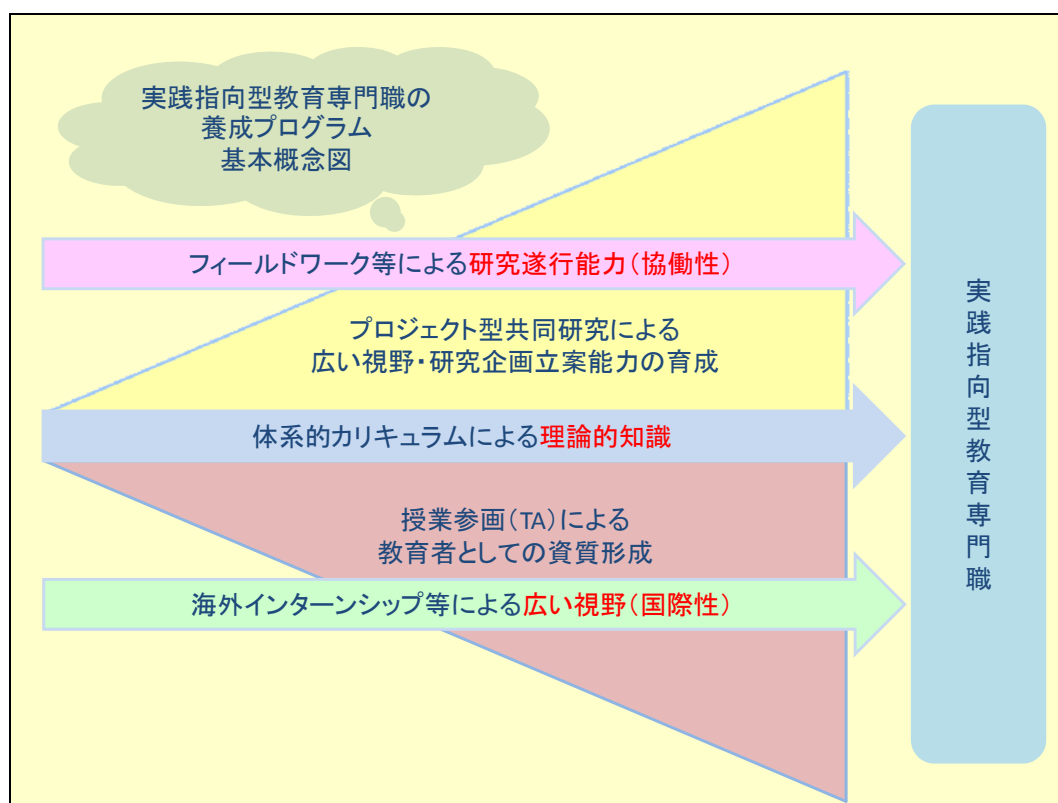 実践指向型教育専門職の
養成プログラム
基本概念図
フィールドワーク等による研究遂行能力（協働性）
プロジェクト型共同研究による
広い視野・研究企画立案能力の育成
体系的カリキュラムによる理論的知識
授業参画（TA）による
教育者としての資質形成
海外インターンシップ等による広い視野（国際性）
実践指向型教育専門職